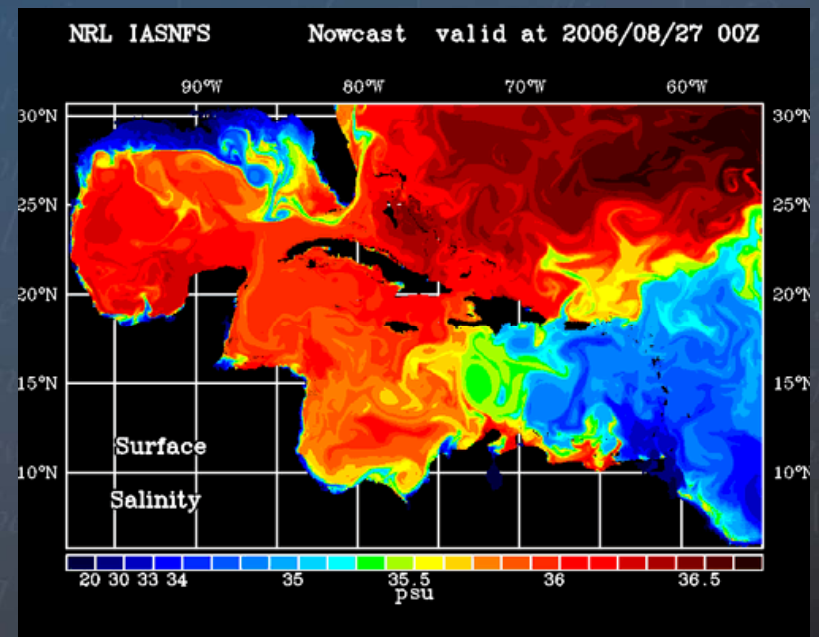 NRL IASNFS Nowcast valid at 2006/08/27 00Z
90°W 80°W 70°W 60°W
30°N 30°N
25°N 25°N
20°N 20°N
15°N 15°N
Surface
10°N 10°N
Salinity
20 30 33 34 35 35.5 36 36.5
psu